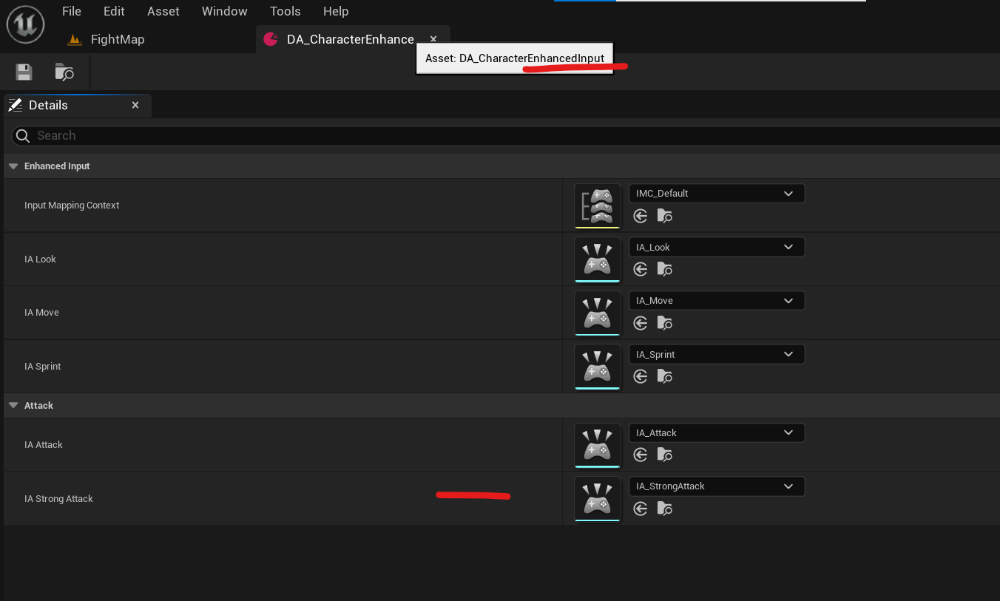 File Edit Asset Window Tools Help
FightMap DA_CharacterEnhance
Asset: DA_CharacterEnhancedInput
Details
Search
Enhanced Input
Input Mapping Context IMC_Default
IA Look IA_Look
IA Move IA_Move
IA Sprint IA_Sprint
Attack
IA Attack IA_Attack
IA Strong Attack IA_StrongAttack